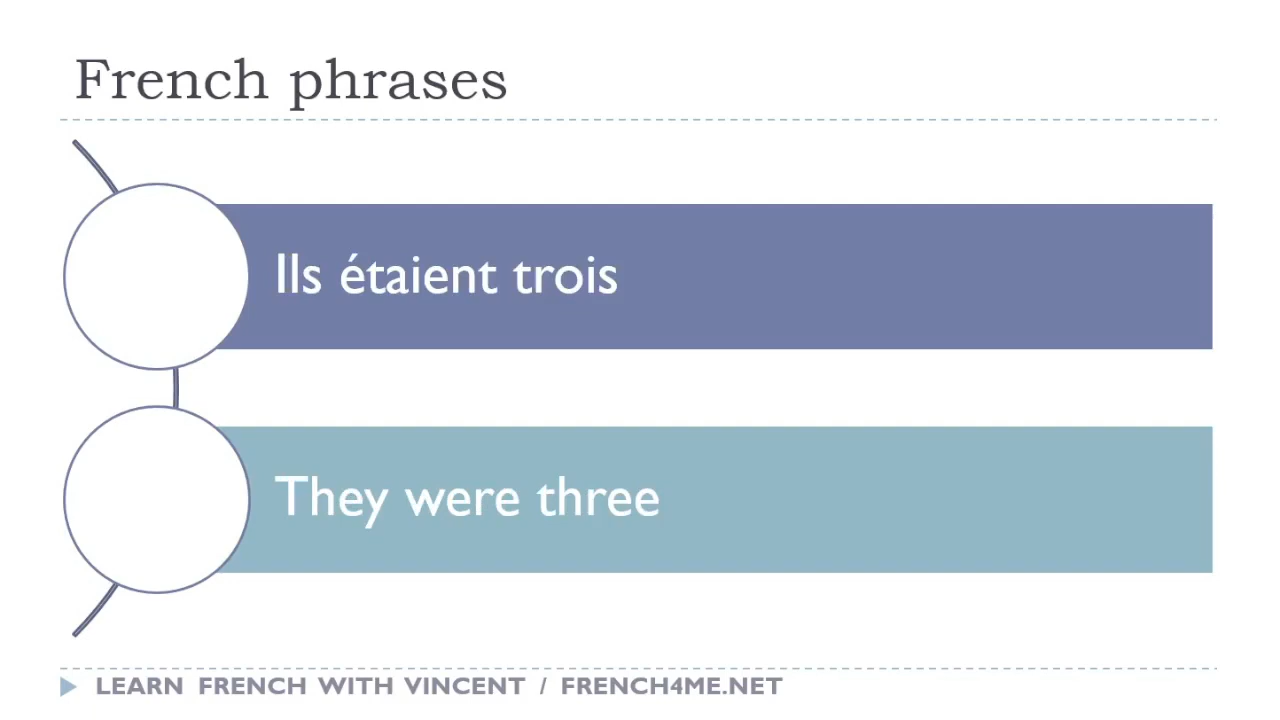 French phrases
Ils étaient trois
They were three
LEARN FRENCH WITH VINCENT / FRENCH4ME.NET